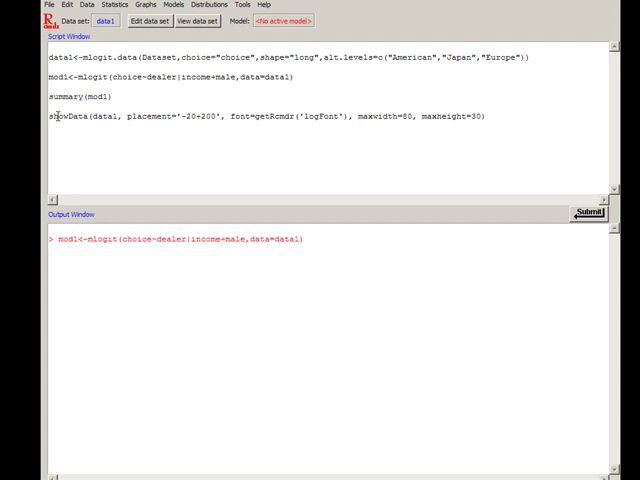 File Edit Data Statistics Graphs Models Distributions Tools Help
R Data set: data1 Edit data set View data set Model: <No active model>
Script Window
data1<-mlogit.data(Dataset,choice="choice",shape="long",alt.levels=c("American","Japan","Europe"))
mod1<-mlogit(choice~dealer|income+male,data=data1)
summary(mod1)
showData(data1, placement='-20+200', font=getRcmdr('logFont'), maxwidth=80, maxheight=30)
Output Window
Submit
> mod1<-mlogit(choice~dealer|income+male,data=data1)